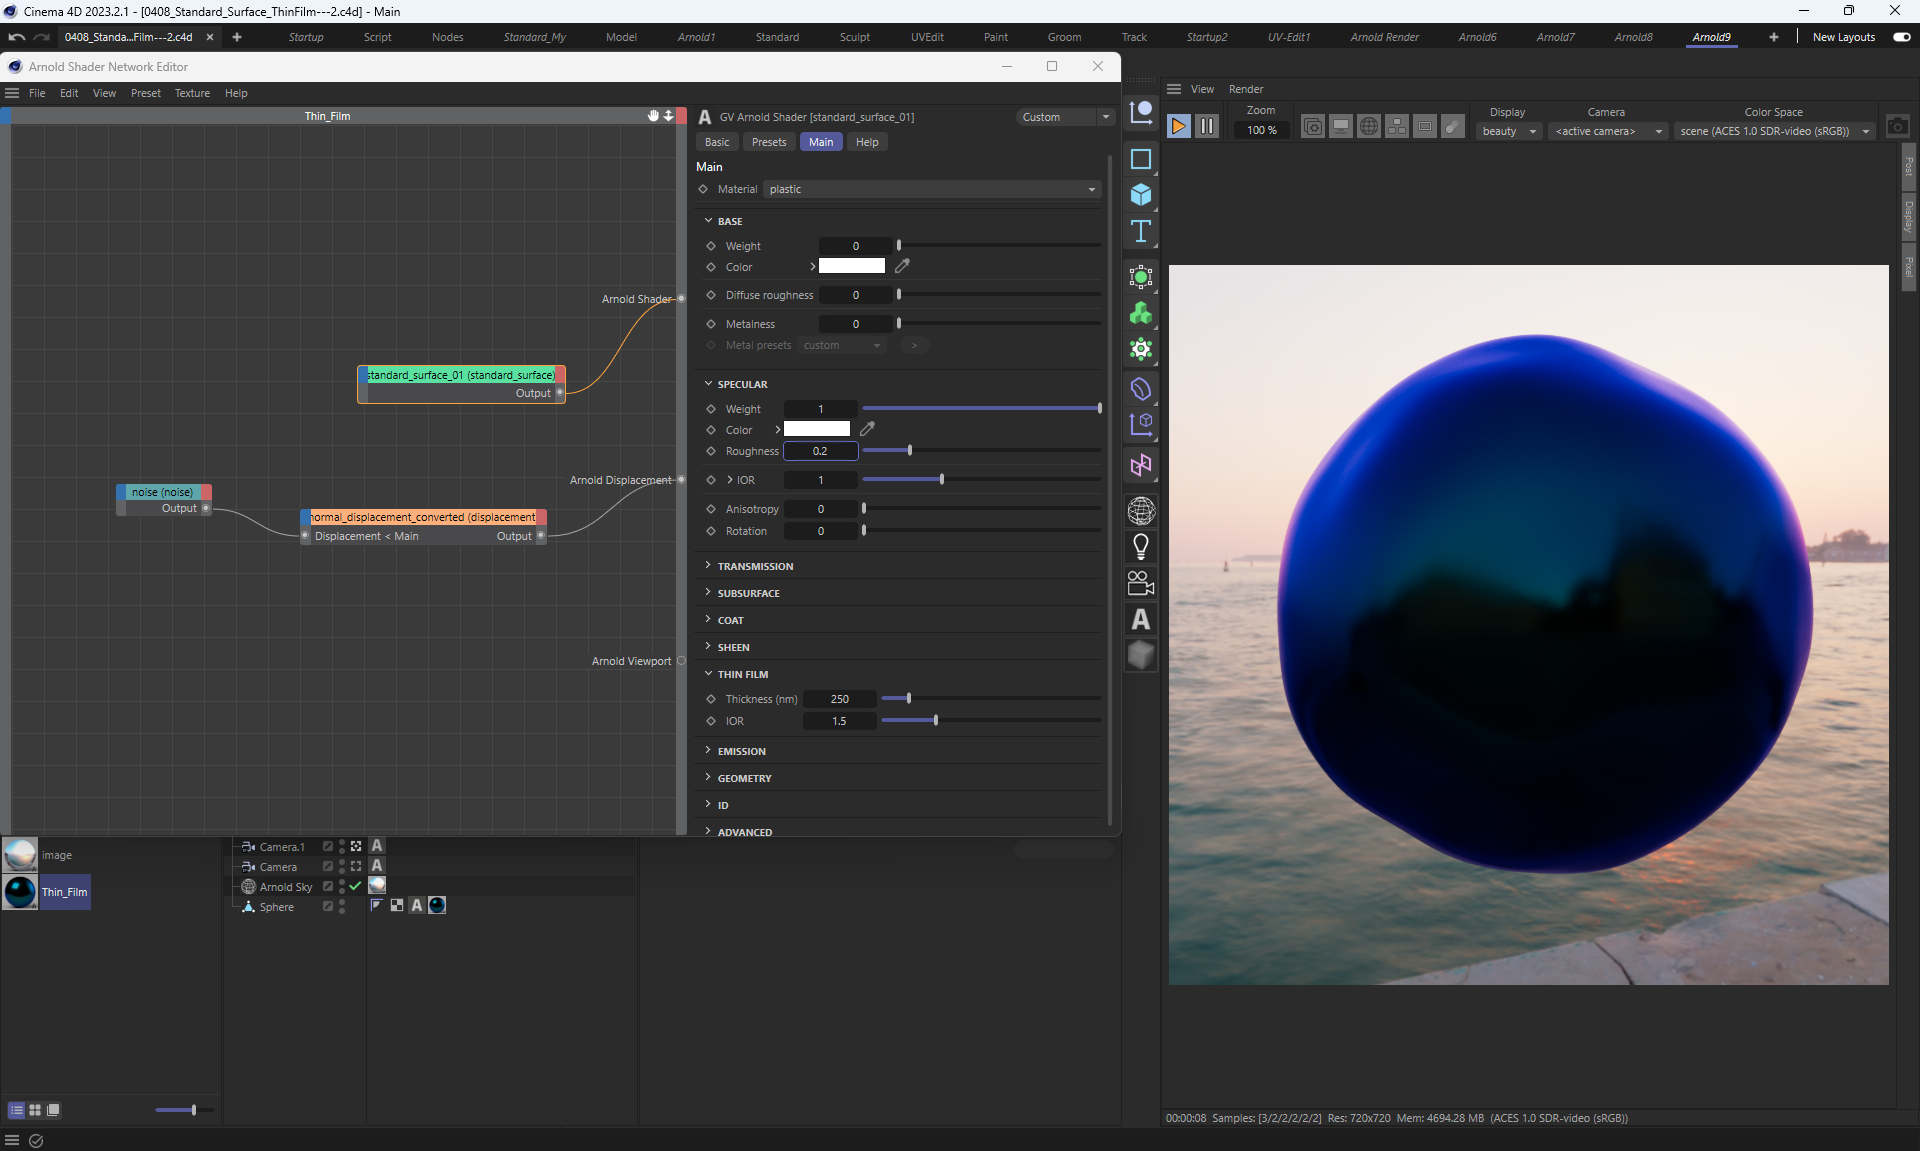 Cinema 4D 2023.2.1 - [0408_Standard_Surface_ThinFilm---2.c4d] - Main
0408_Standa...Film---2.c4d × + Startup Script Nodes Standard_My Model Arnold1 Standard Sculpt UVEdit Paint Groom Track Startup2 UV-Edit1 Arnold Render Arnold6 Arnold7 Arnold8 Arnold9 + New Layouts
Arnold Shader Network Editor
File Edit View Preset Texture Help
Thin_Film
Arnold Shader
standard_surface_01 (standard_surface)
Output
Arnold Displacement
noise (noise)
Output
normal_displacement_converted (displacement
Displacement < Main Output
Arnold Viewport
A GV Arnold Shader [standard_surface_01] Custom
Basic Presets Main Help
Main
Material plastic
BASE
Weight 0
Color
Diffuse roughness 0
Metalness 0
Metal presets custom >
SPECULAR
Weight 1
Color
Roughness 0.2
IOR 1
Anisotropy 0
Rotation 0
TRANSMISSION
SUBSURFACE
COAT
SHEEN
THIN FILM
Thickness (nm) 250
IOR 1.5
EMISSION
GEOMETRY
ID
ADVANCED
image
Thin_Film
Camera.1 A
Camera A
Arnold Sky
Sphere A
T
A
View Render
Zoom Display Camera Color Space
100 % beauty <active camera> scene (ACES 1.0 SDR-video (sRGB))
Post
Display
Pixel
00:00:08 Samples: [3/2/2/2/2/2] Res: 720x720 Mem: 4694.28 MB (ACES 1.0 SDR-video (sRGB))